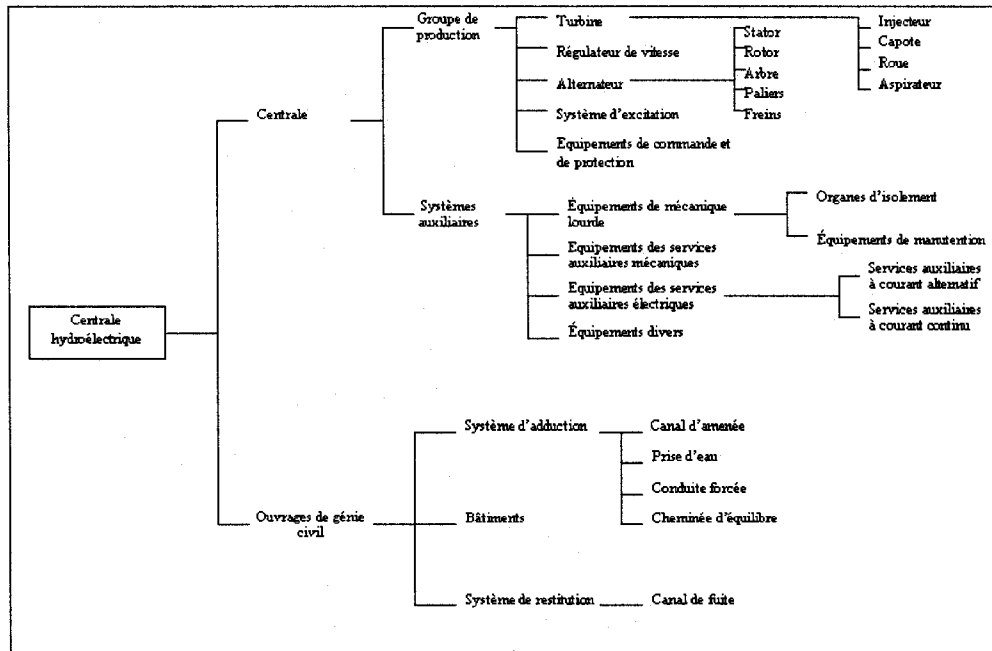 Groupe de
production
Turbine
Injecteur
Capote
Roue
Aspirateur
Régulateur de vitesse
Stator
Rotor
Arbre
Paliers
Freins
Alternateur
Centrale
Système d'excitation
Equipements de commande et
de protection
Systèmes
auxiliaires
Équipements de mécanique
lourde
Organes d'isolement
Équipements de manutention
Equipements des services
auxiliaires mécaniques
Equipements des services
auxiliaires électriques
Services auxiliaires
à courant alternatif
Services auxiliaires
à courant continu
Équipements divers
Centrale
hydroélectrique
Système d'adduction
Canal d'amenée
Prise d'eau
Conduite forcée
Cheminée d'équilibre
Ouvrages de génie
civil
Bâtiments
Système de restitution
Canal de fuite